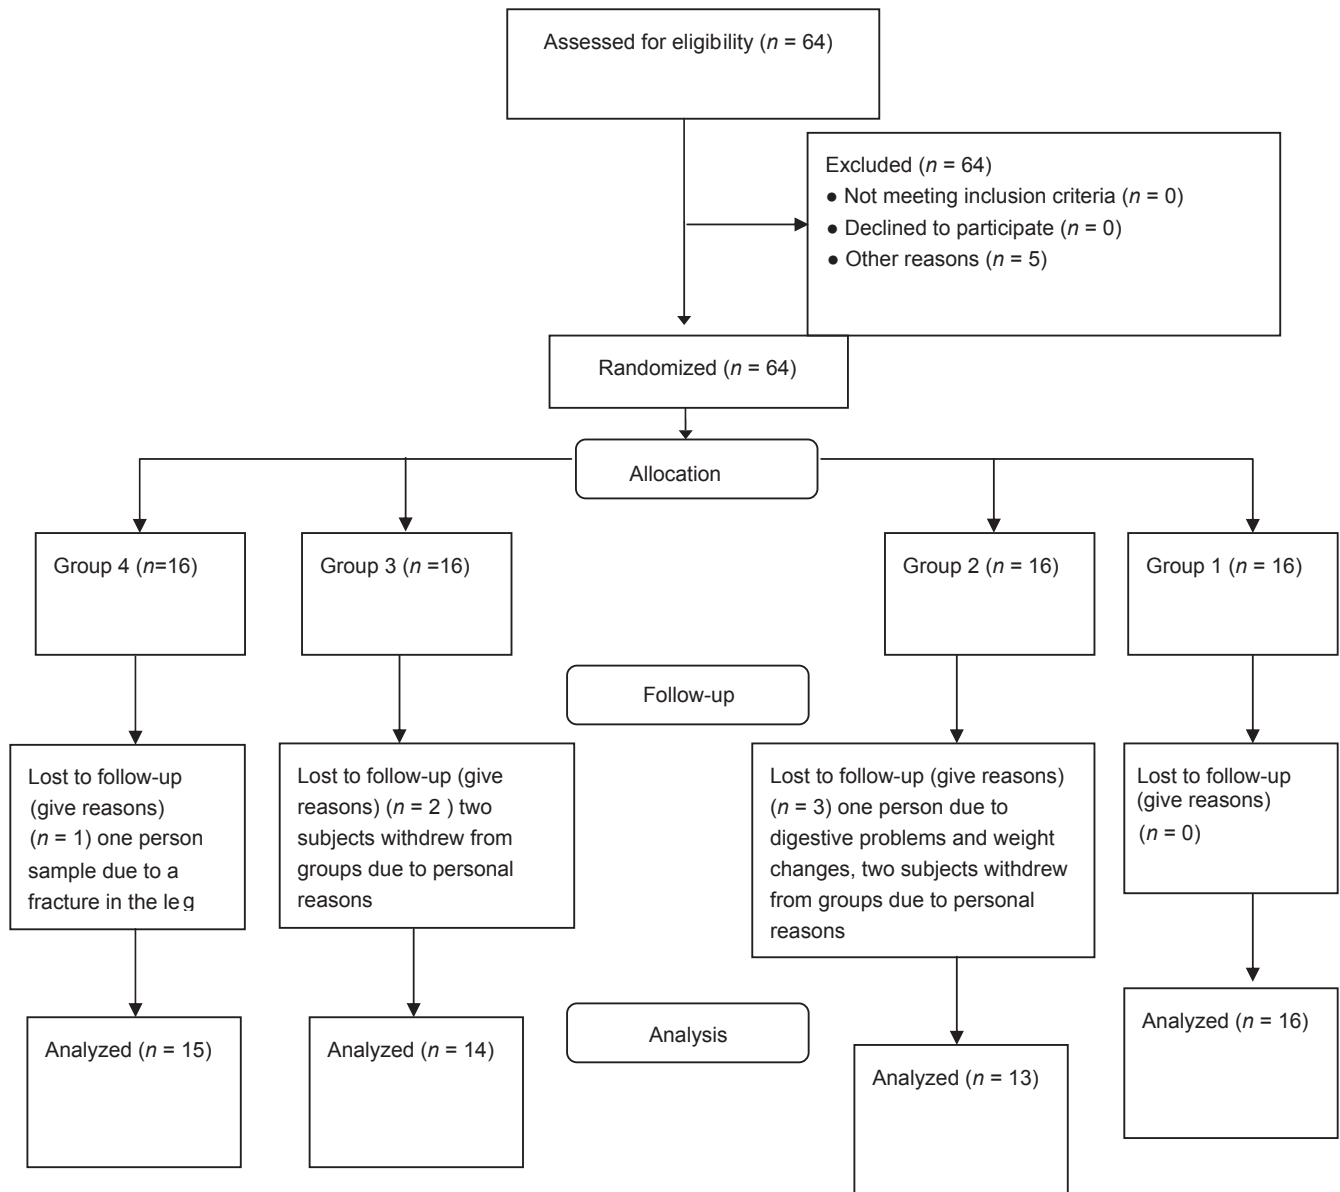 Assessed for eligibility (n = 64)
Excluded (n = 64)
● Not meeting inclusion criteria (n = 0)
● Declined to participate (n = 0)
● Other reasons (n = 5)
Randomized (n = 64)
Allocation
Group 4 (n=16)
Group 3 (n =16)
Group 2 (n = 16)
Group 1 (n = 16)
Follow-up
Lost to follow-up
(give reasons)
(n = 1) one person
sample due to a
fracture in the leg
Lost to follow-up (give
reasons) (n = 2 ) two
subjects withdrew from
groups due to personal
reasons
Lost to follow-up (give reasons)
(n = 3) one person due to
digestive problems and weight
changes, two subjects withdrew
from groups due to personal
reasons
Lost to follow-up
(give reasons)
(n = 0)
Analysis
Analyzed (n = 15)
Analyzed (n = 14)
Analyzed (n = 13)
Analyzed (n = 16)